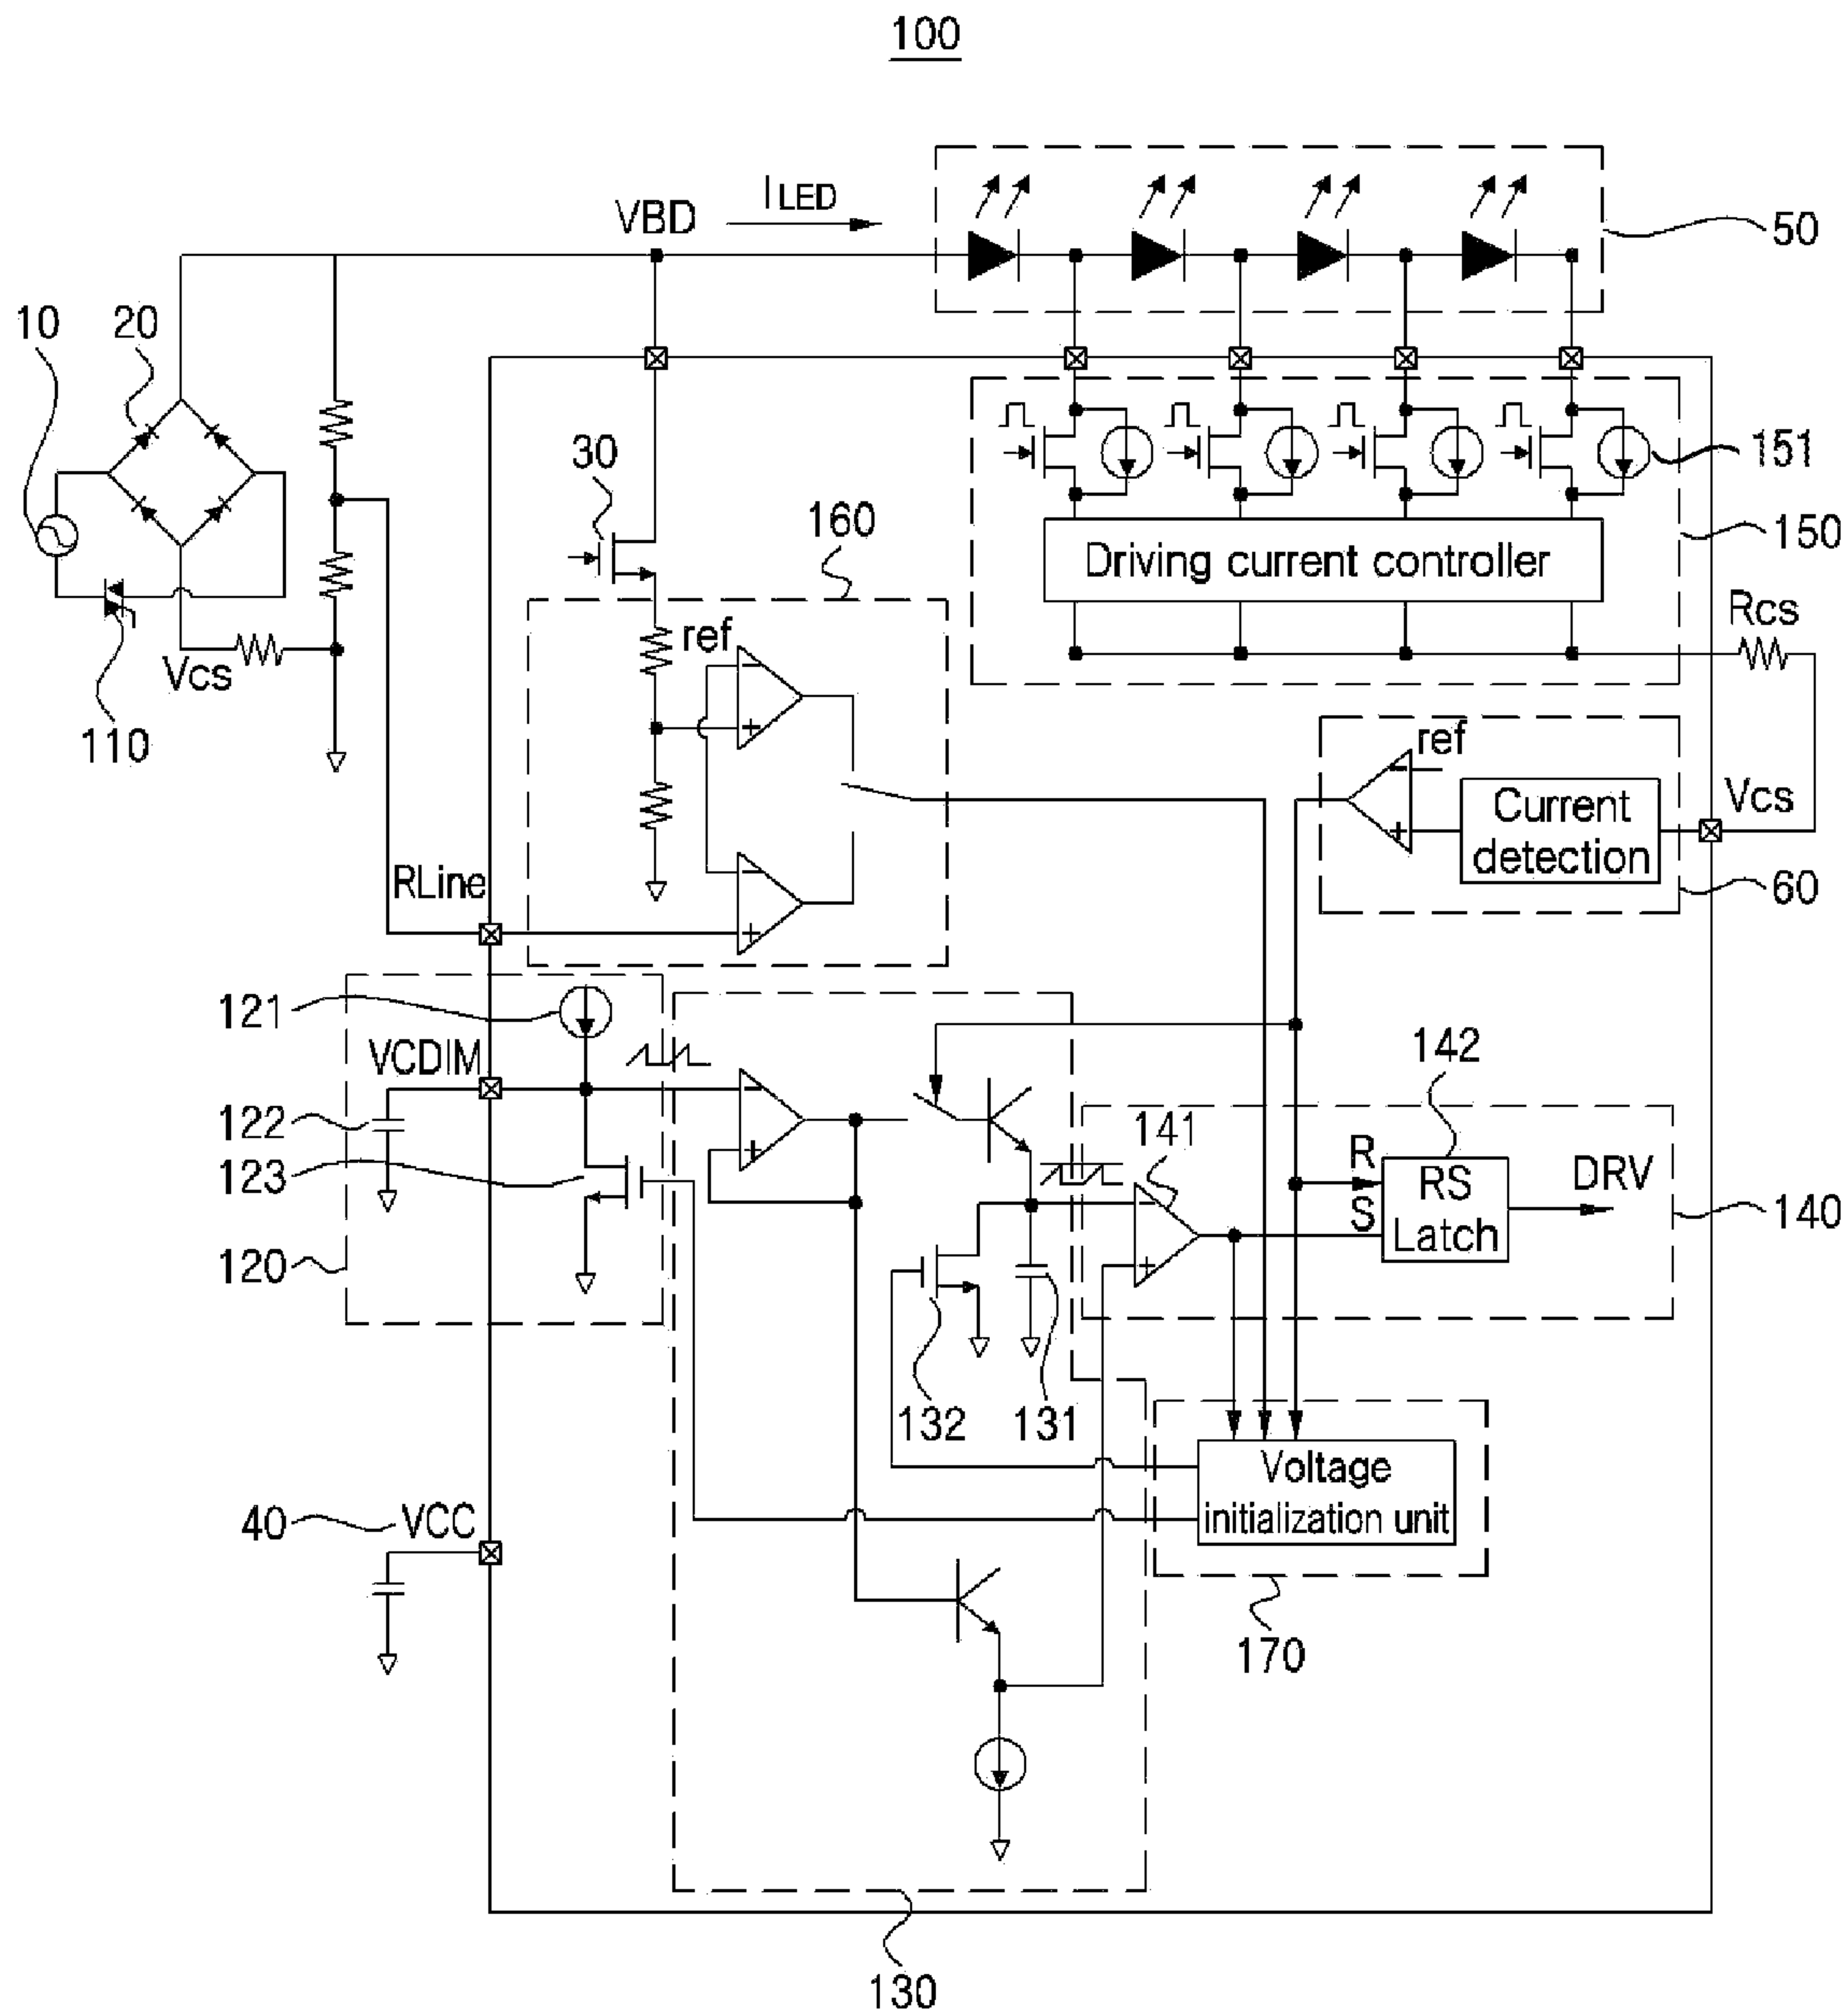 100
VBD
ILED
50
10
20
30
160
151
150
Driving current controller
Rcs
ref
Vcs
110
ref
Current
detection
Vcs
60
RLine
121
VCDIM
122
123
120
142
141
R
S
RS
Latch
DRV
140
132
131
Voltage
initialization unit
40
VCC
170
130